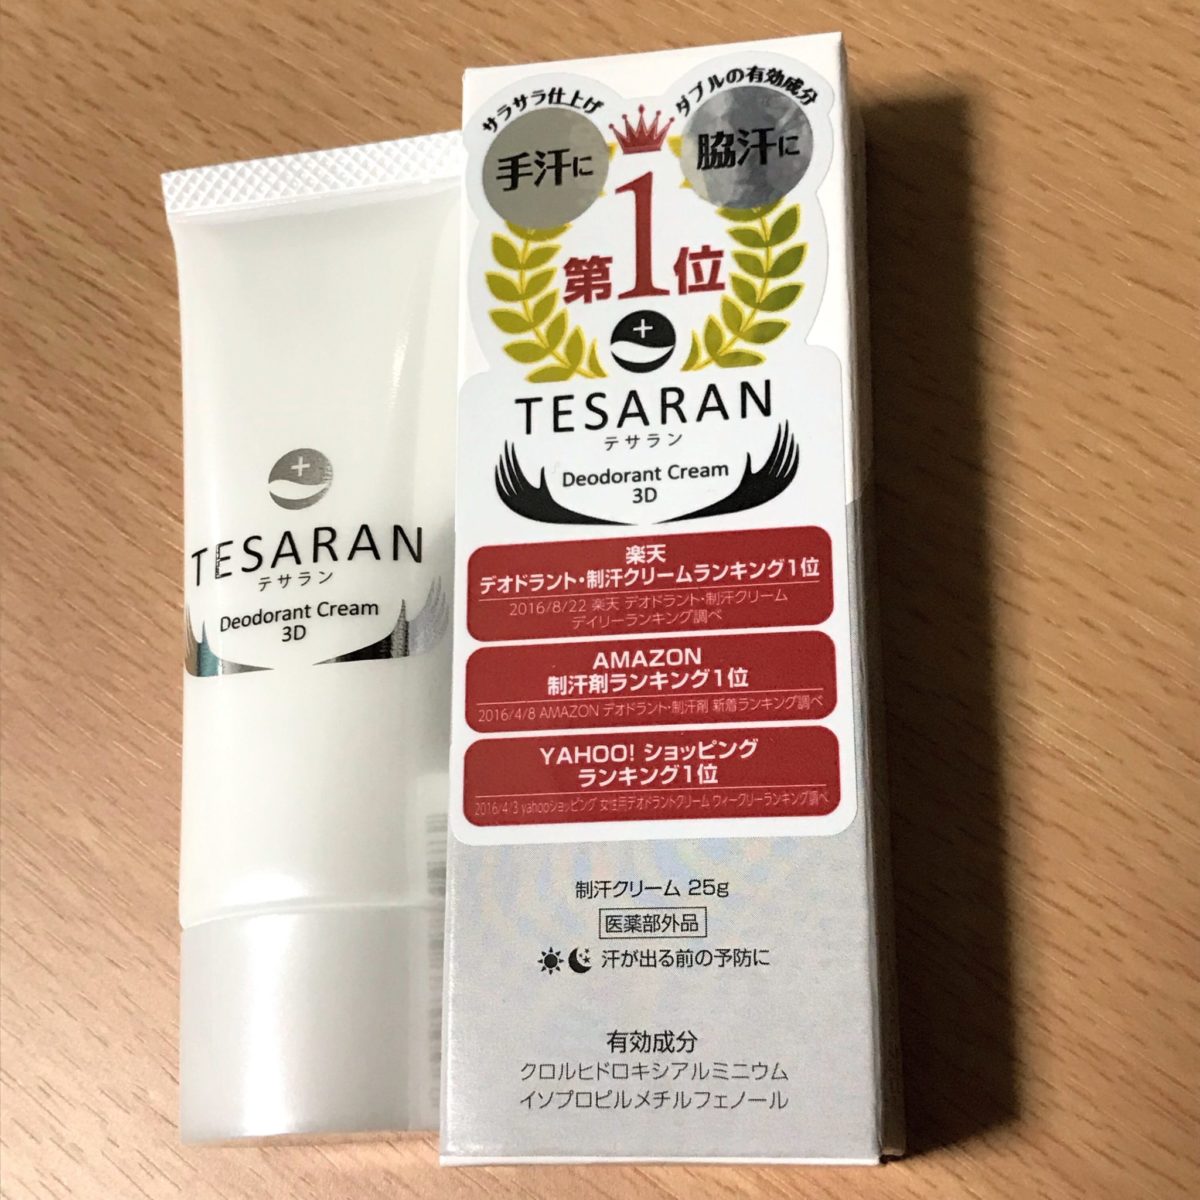 TESARAN
テサラン
Deodorant Cream
3D
サラサラ仕上げ
手汗に
ダブルの有効成分
脇汗に
第1位
TESARAN
テサラン
Deodorant Cream
3D
楽天
デオドラント・制汗クリームランキング1位
2016/8/22 楽天 デオドラント・制汗クリーム
デイリーランキング調べ
AMAZON
制汗剤ランキング1位
2016/4/8 AMAZON デオドラント・制汗剤 新着ランキング調べ
YAHOO! ショッピング
ランキング1位
2016/4/3 yahooショッピング 女性用デオドラントクリーム ウィークリーランキング調べ
制汗クリーム 25g
医薬部外品
汗が出る前の予防に
有効成分
クロルヒドロキシアルミニウム
イソプロピルメチルフェノール